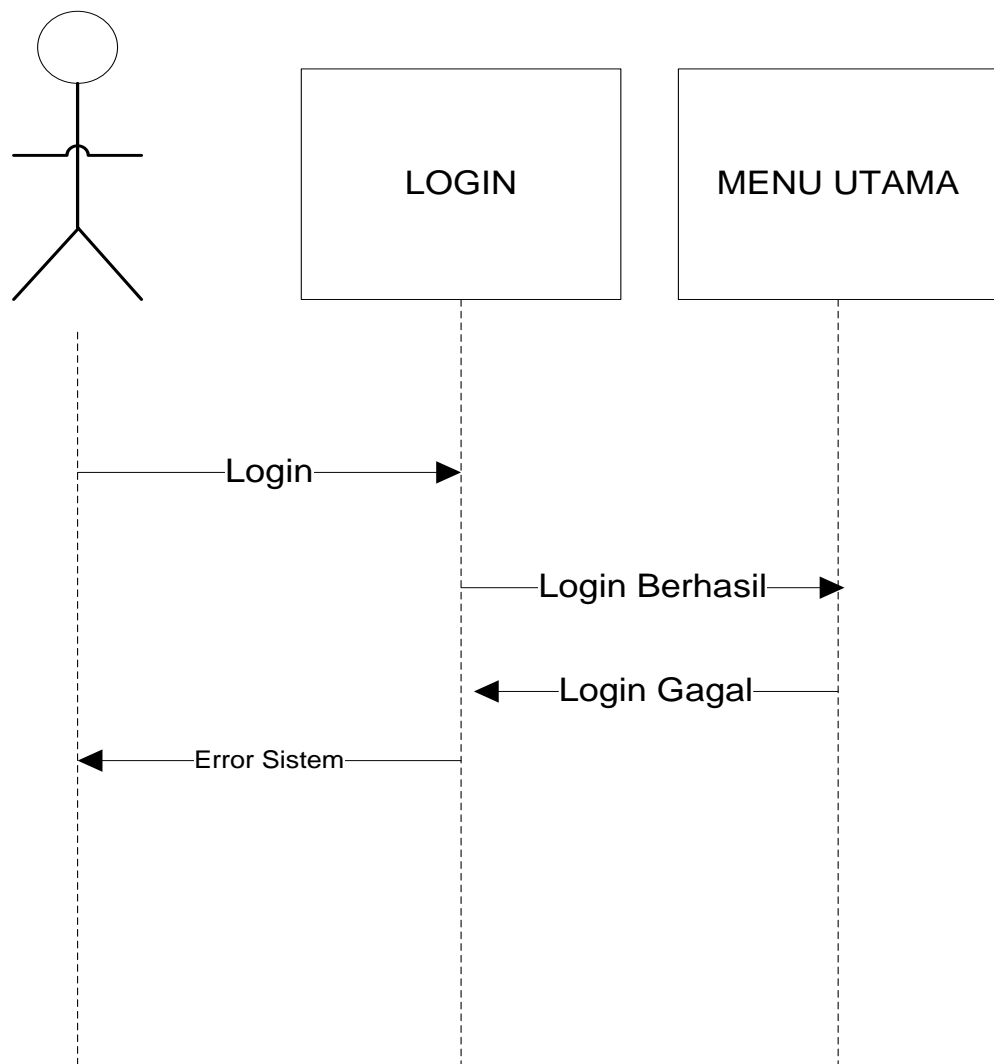 LOGIN
MENU UTAMA
Login
Login Berhasil
Login Gagal
Error Sistem